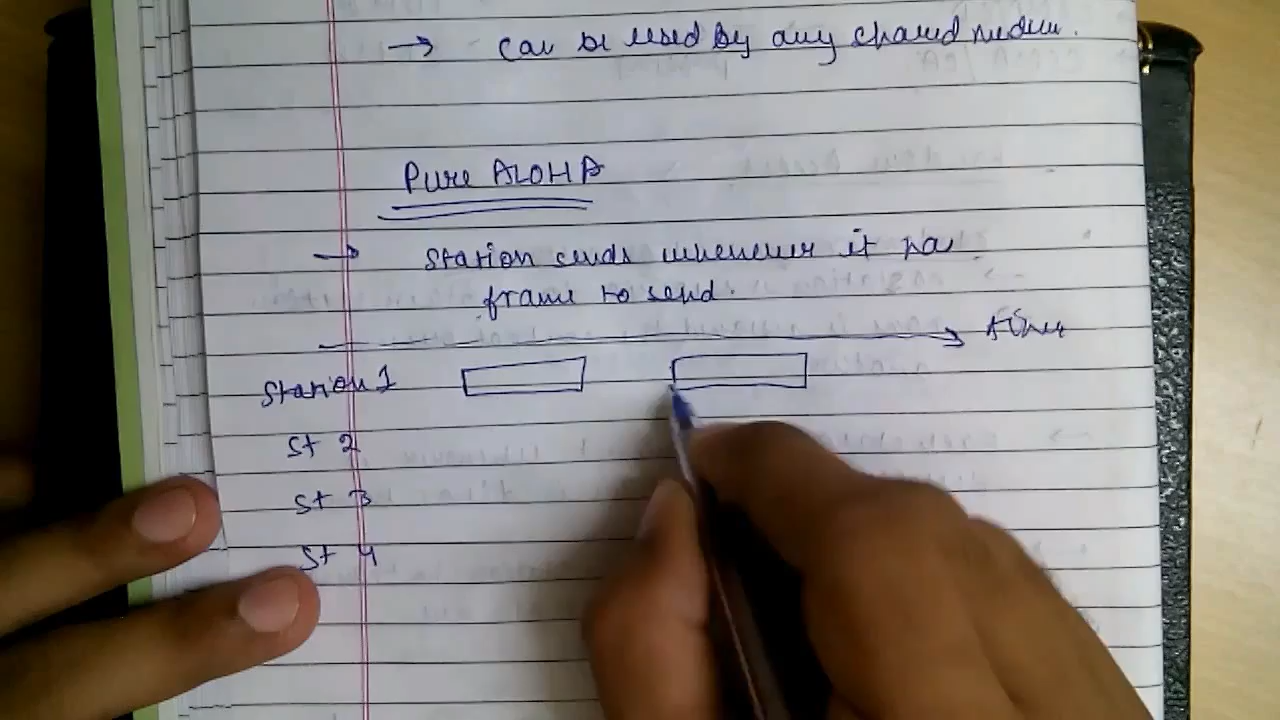 → can be used by any shared medium.
Pure ALOHA
→ Station sends whenever it has
frame to send.
time
Station 1
St 2
St 3
St 4